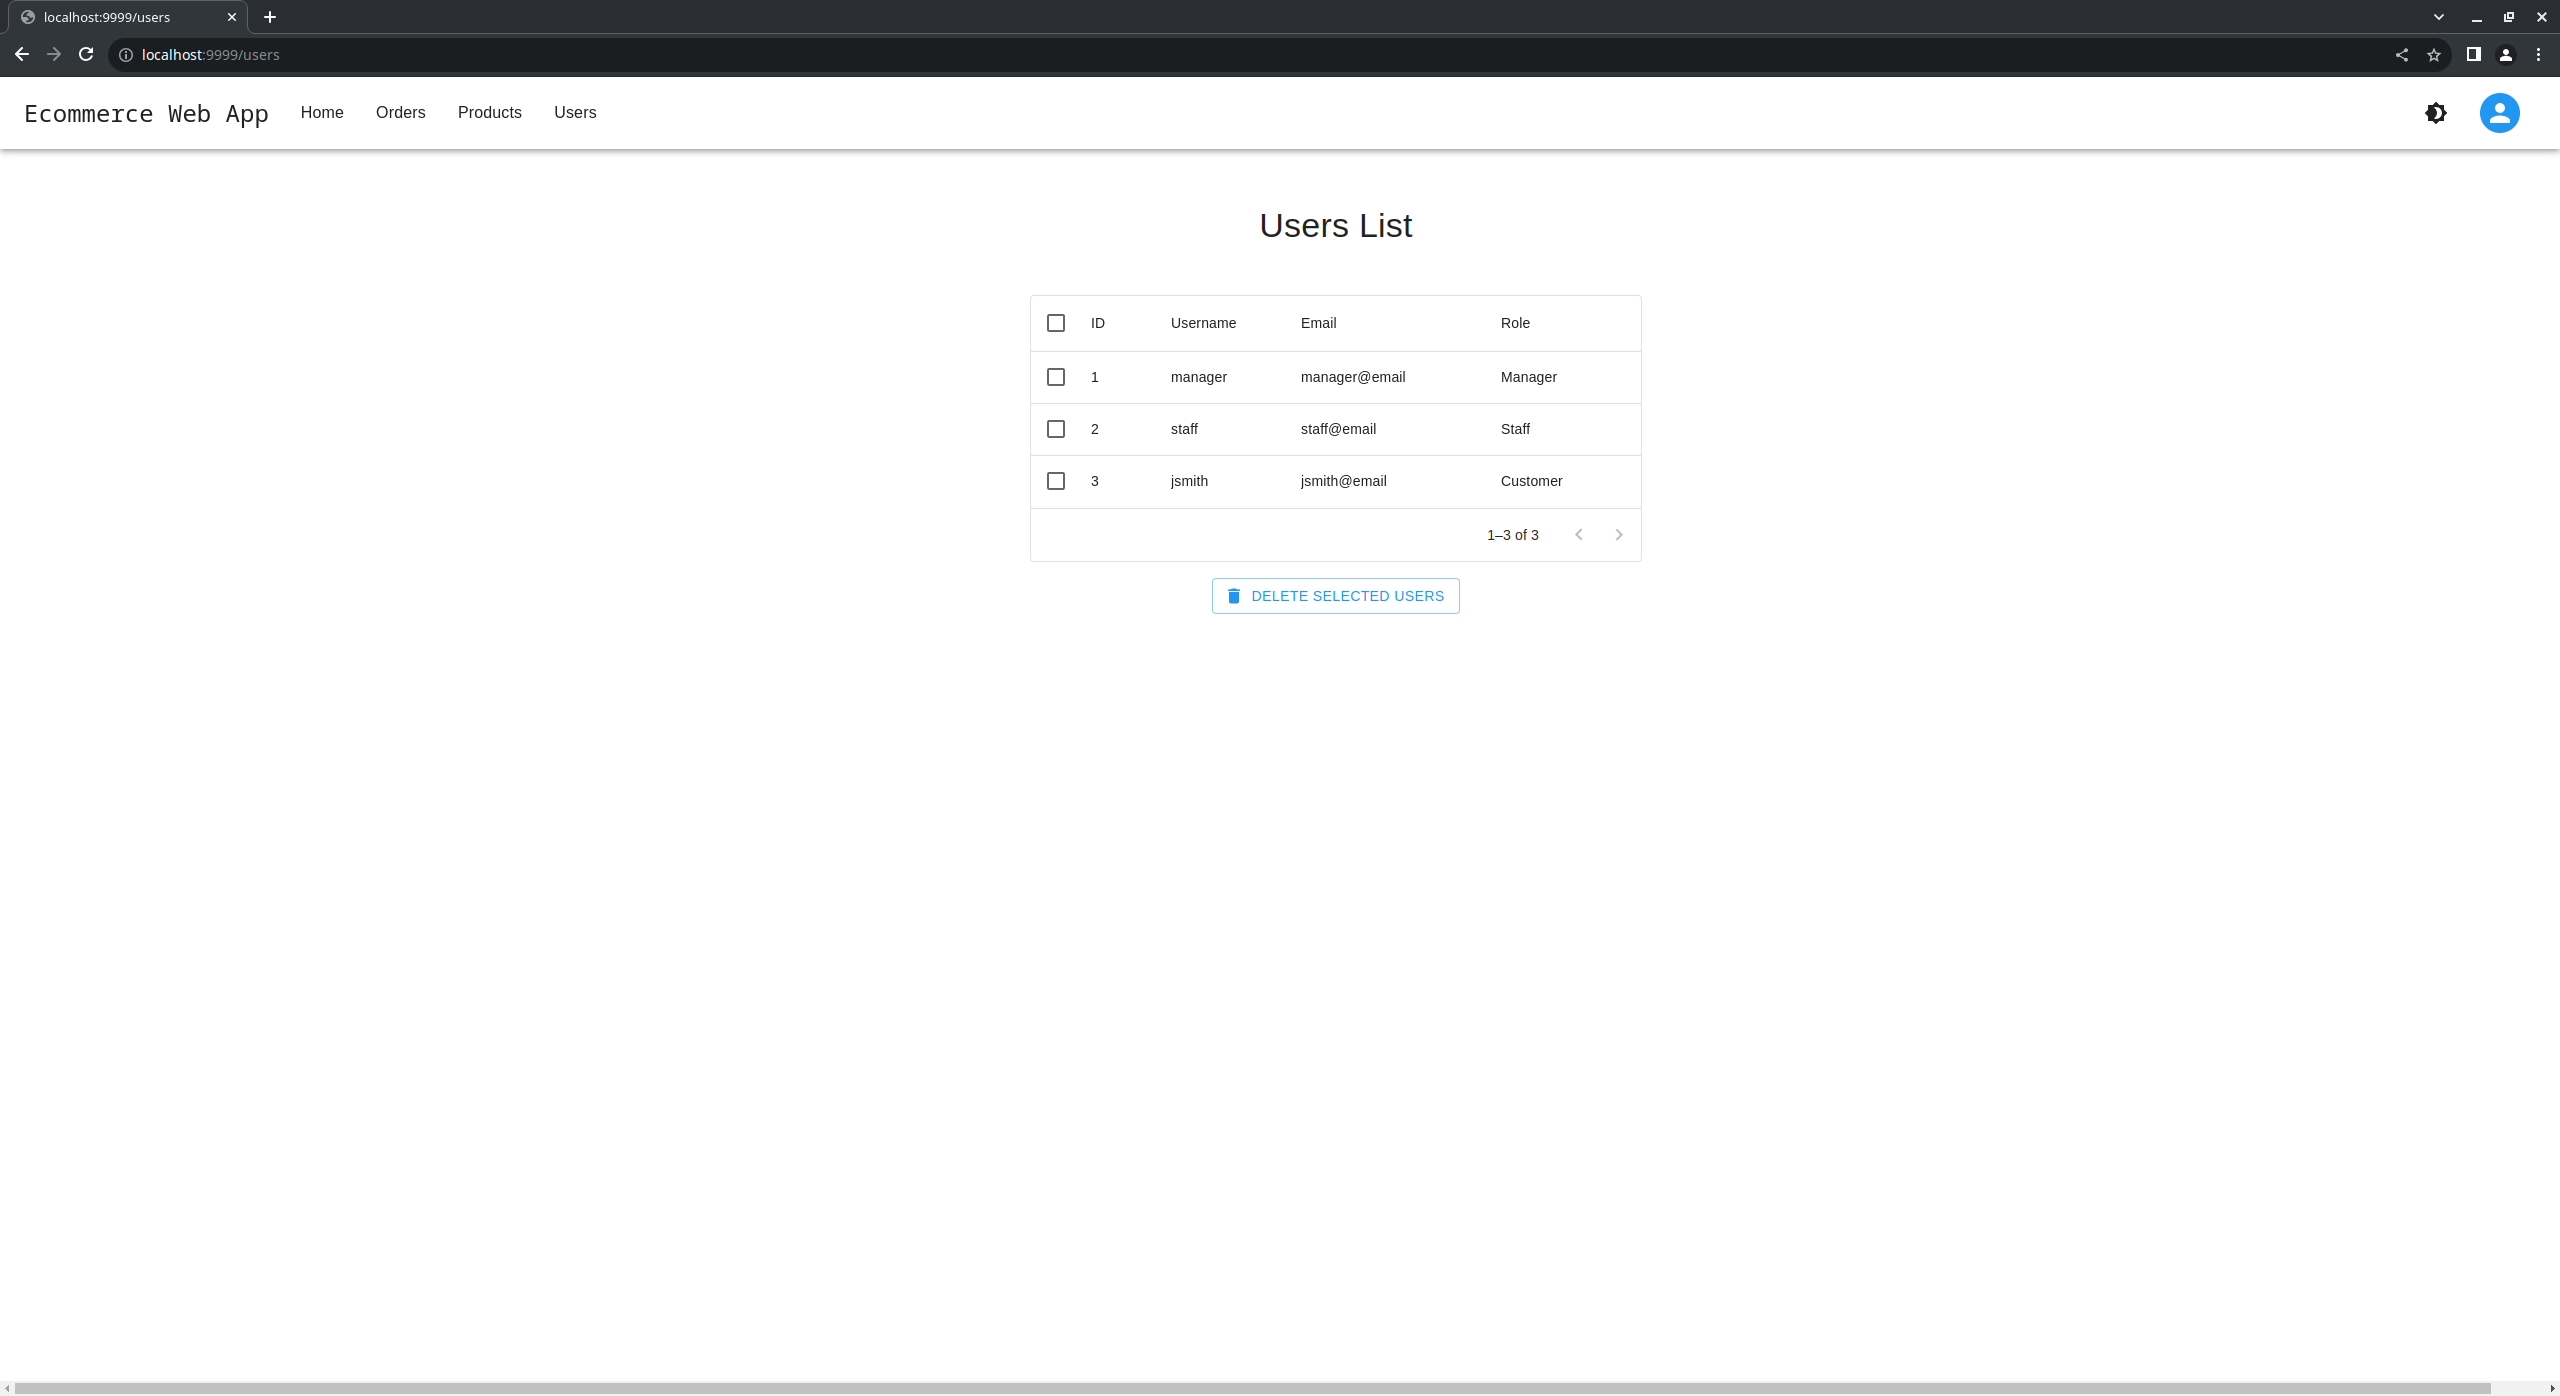 localhost:9999/users
localhost:9999/users
Ecommerce Web App Home Orders Products Users
Users List
ID Username Email Role
1 manager manager@email Manager
2 staff staff@email Staff
3 jsmith jsmith@email Customer
1–3 of 3
DELETE SELECTED USERS